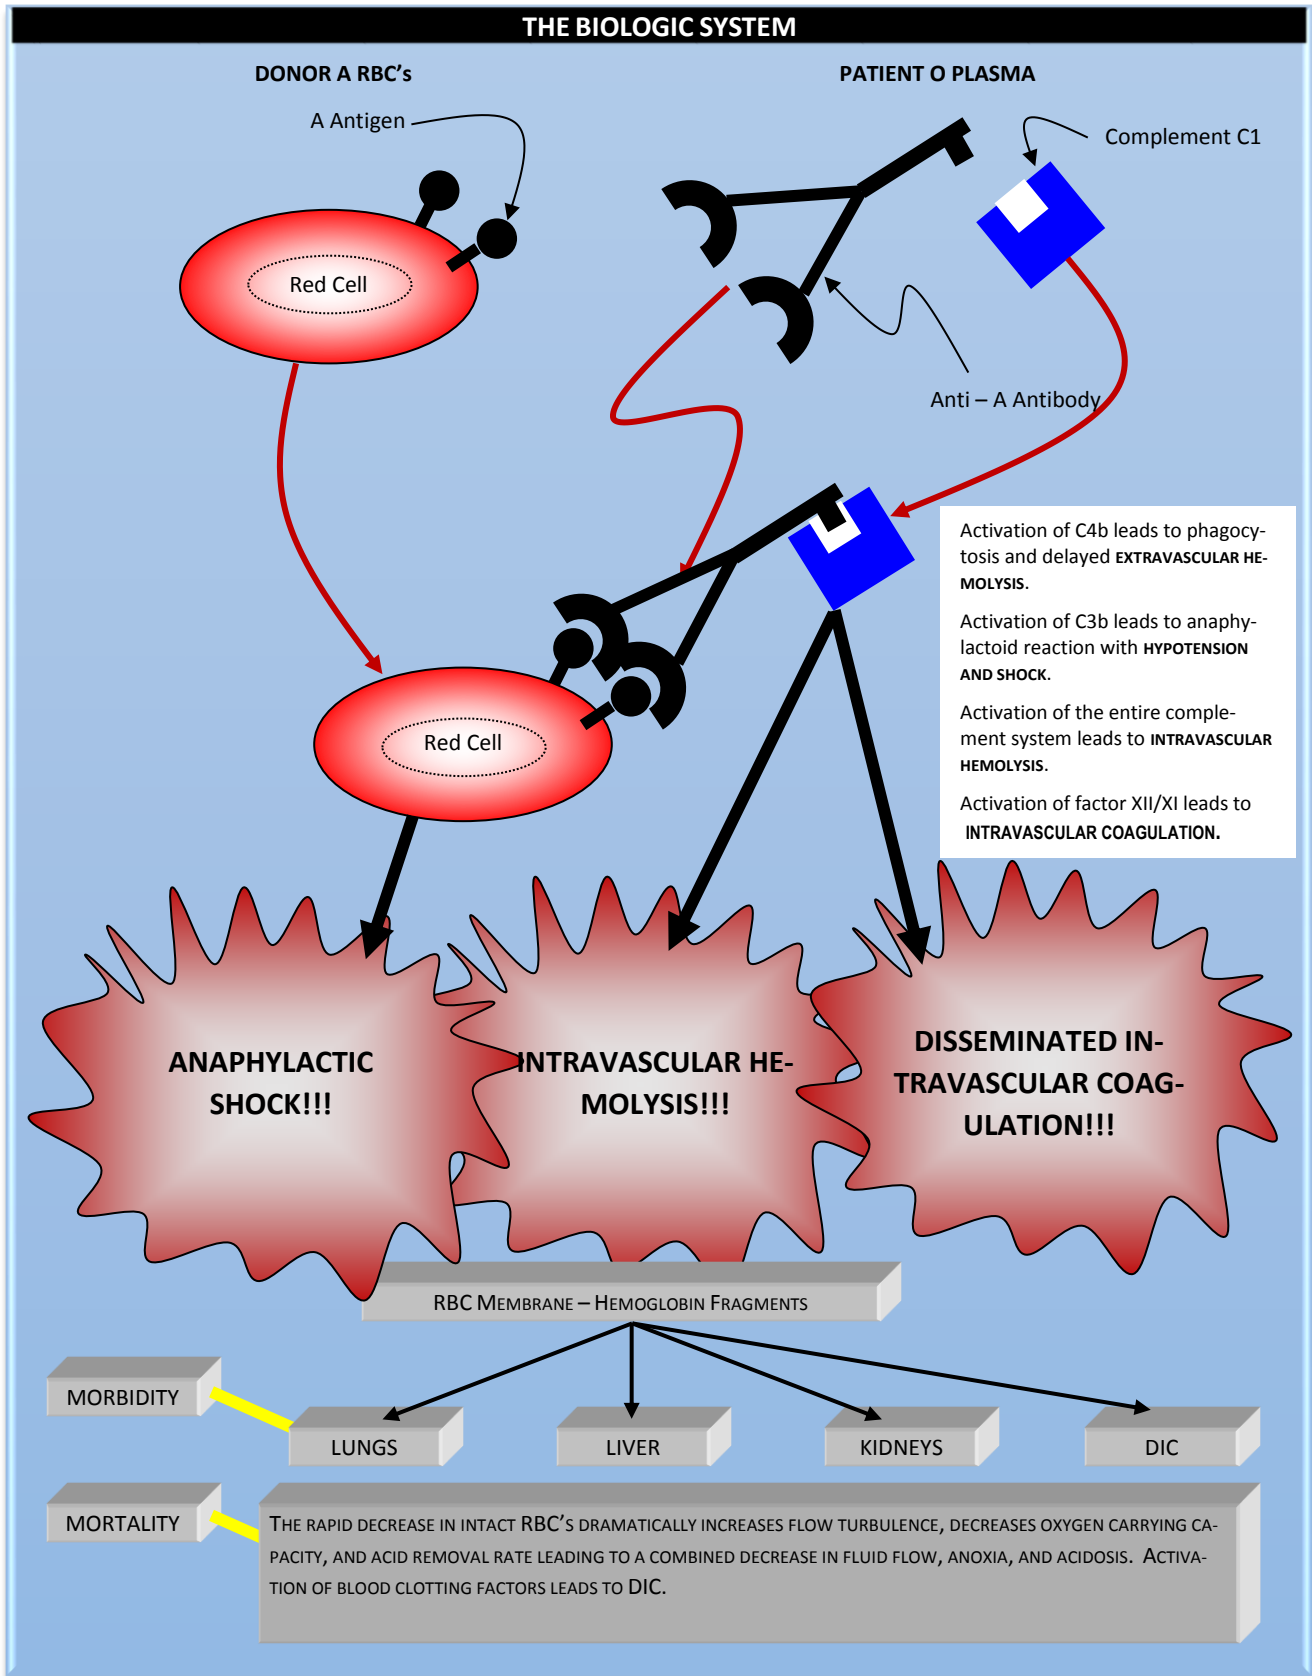 THE BIOLOGIC SYSTEM
DONOR A RBC's
PATIENT O PLASMA
A Antigen
Complement C1
Red Cell
Anti – A Antibody
Activation of C4b leads to phagocy-
tosis and delayed EXTRAVASCULAR HE-
MOLYSIS.
Activation of C3b leads to anaphy-
lactoid reaction with HYPOTENSION
AND SHOCK.
Activation of the entire comple-
ment system leads to INTRAVASCULAR
HEMOLYSIS.
Activation of factor XII/XI leads to
INTRAVASCULAR COAGULATION.
Red Cell
ANAPHYLACTIC
SHOCK!!!
INTRAVASCULAR HE-
MOLYSIS!!!
DISSEMINATED IN-
TRAVASCULAR COAG-
ULATION!!!
RBC MEMBRANE – HEMOGLOBIN FRAGMENTS
MORBIDITY
LUNGS
LIVER
KIDNEYS
DIC
MORTALITY
THE RAPID DECREASE IN INTACT RBC'S DRAMATICALLY INCREASES FLOW TURBULENCE, DECREASES OXYGEN CARRYING CA-
PACITY, AND ACID REMOVAL RATE LEADING TO A COMBINED DECREASE IN FLUID FLOW, ANOXIA, AND ACIDOSIS. ACTIVA-
TION OF BLOOD CLOTTING FACTORS LEADS TO DIC.